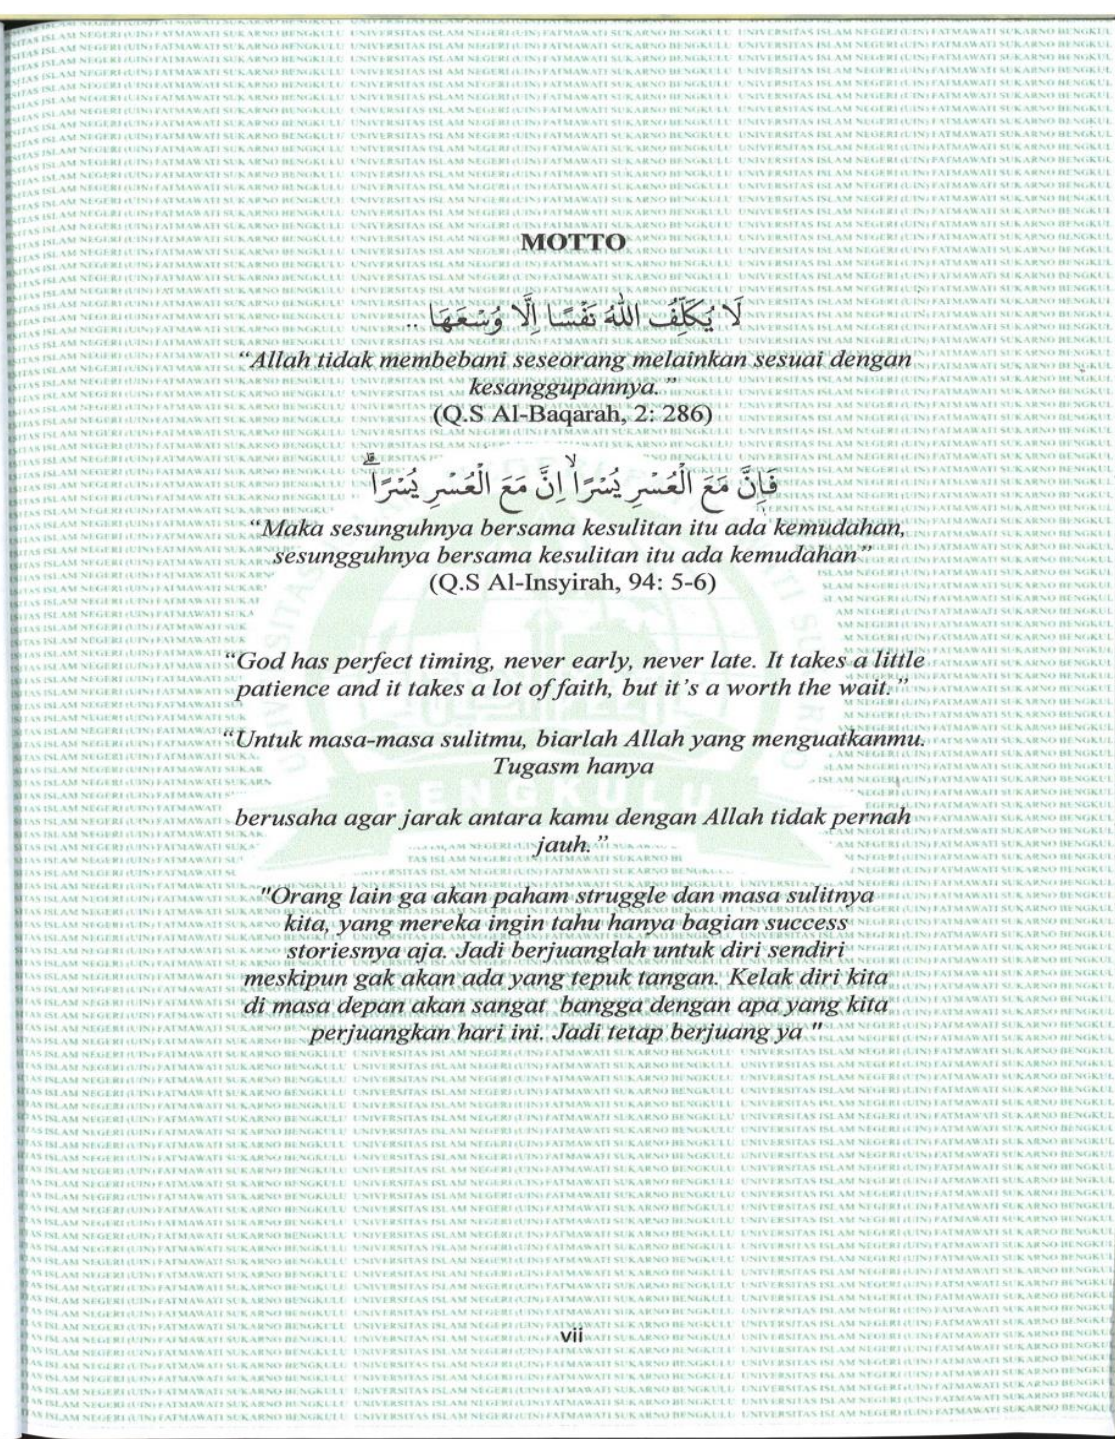 MOTTO
لَا يُكَلِّفُ اللّٰهُ نَفْسًا اِلَّا وُسْعَهَا ..
“Allah tidak membebani seseorang melainkan sesuai dengan
kesanggupannya.”
(Q.S Al-Baqarah, 2: 286)
فَاِنَّ مَعَ الْعُسْرِ يُسْرًاۙ اِنَّ مَعَ الْعُسْرِ يُسْرًاۗ
“Maka sesunguhnya bersama kesulitan itu ada kemudahan,
sesungguhnya bersama kesulitan itu ada kemudahan”
(Q.S Al-Insyirah, 94: 5-6)
“God has perfect timing, never early, never late. It takes a little
patience and it takes a lot of faith, but it’s a worth the wait.”
“Untuk masa-masa sulitmu, biarlah Allah yang menguatkanmu.
Tugasm hanya
BENGKULU
berusaha agar jarak antara kamu dengan Allah tidak pernah
jauh.”
"Orang lain ga akan paham struggle dan masa sulitnya
kita, yang mereka ingin tahu hanya bagian success
storiesnya aja. Jadi berjuanglah untuk diri sendiri
meskipun gak akan ada yang tepuk tangan. Kelak diri kita
di masa depan akan sangat bangga dengan apa yang kita
perjuangkan hari ini. Jadi tetap berjuang ya "
vii